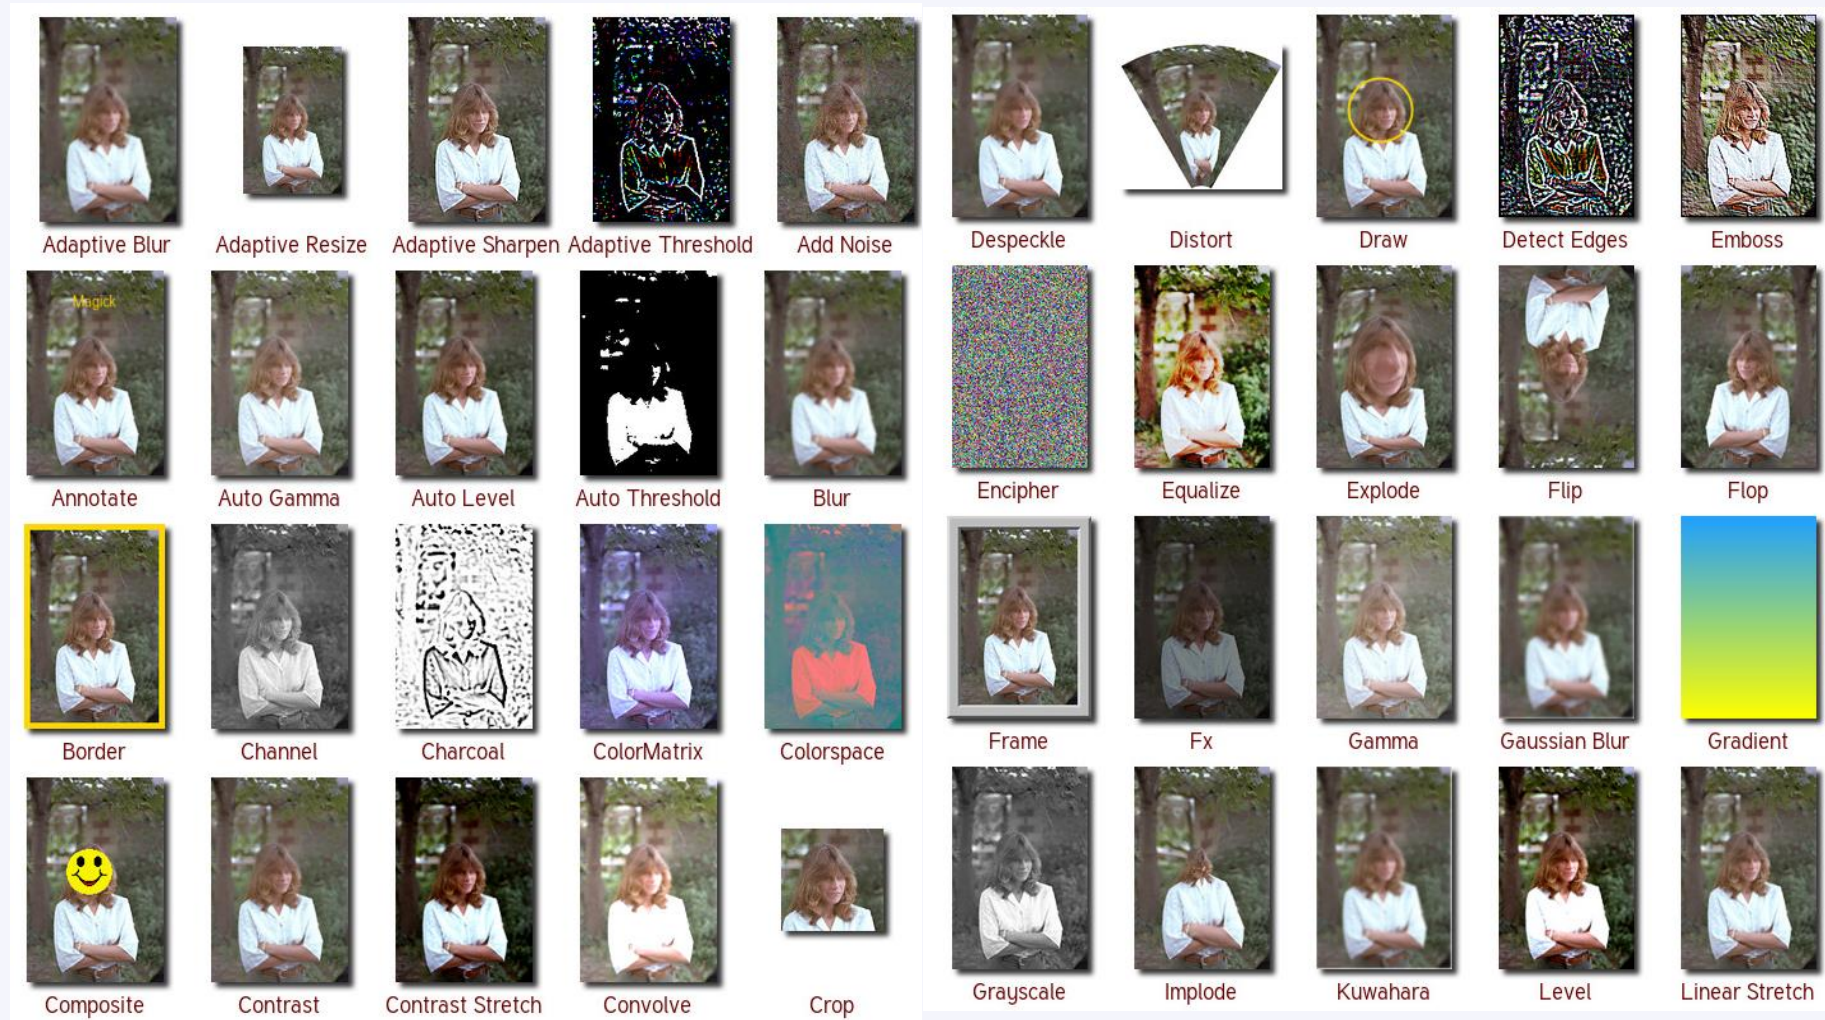 Adaptive Blur
Adaptive Resize
Adaptive Sharpen
Adaptive Threshold
Add Noise
Despeckle
Distort
Draw
Detect Edges
Emboss
Magick
Annotate
Auto Gamma
Auto Level
Auto Threshold
Blur
Encipher
Equalize
Explode
Flip
Flop
Border
Channel
Charcoal
ColorMatrix
Colorspace
Frame
Fx
Gamma
Gaussian Blur
Gradient
Composite
Contrast
Contrast Stretch
Convolve
Crop
Grayscale
Implode
Kuwahara
Level
Linear Stretch